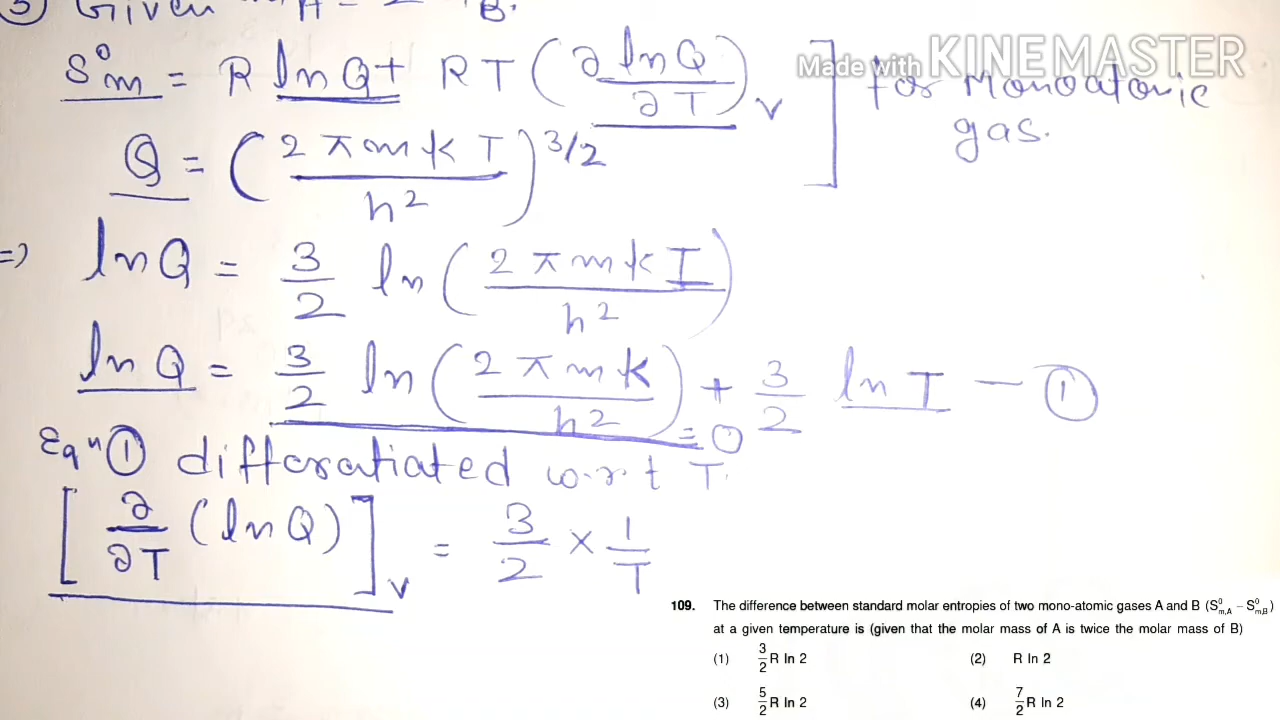 3) Given m A = 2 m B.
Made with KINEMASTER
S°m = R ln Q + RT (∂ ln Q / ∂T)V ] for monoatomic gas.
Q = (2πmkT / h²)^3/2
=) ln Q = 3/2 ln (2πmkT / h²)
ln Q = 3/2 ln (2πmk / h²) + 3/2 ln T — ①
= 0
Eqⁿ ① differatiated w.r.t T.
[∂/∂T (ln Q)]V = 3/2 × 1/T
109. The difference between standard molar entropies of two mono-atomic gases A and B (S⁰m,A – S⁰m,B)
at a given temperature is (given that the molar mass of A is twice the molar mass of B)
(1) 3/2 R ln 2 (2) R ln 2
(3) 5/2 R ln 2 (4) 7/2 R ln 2